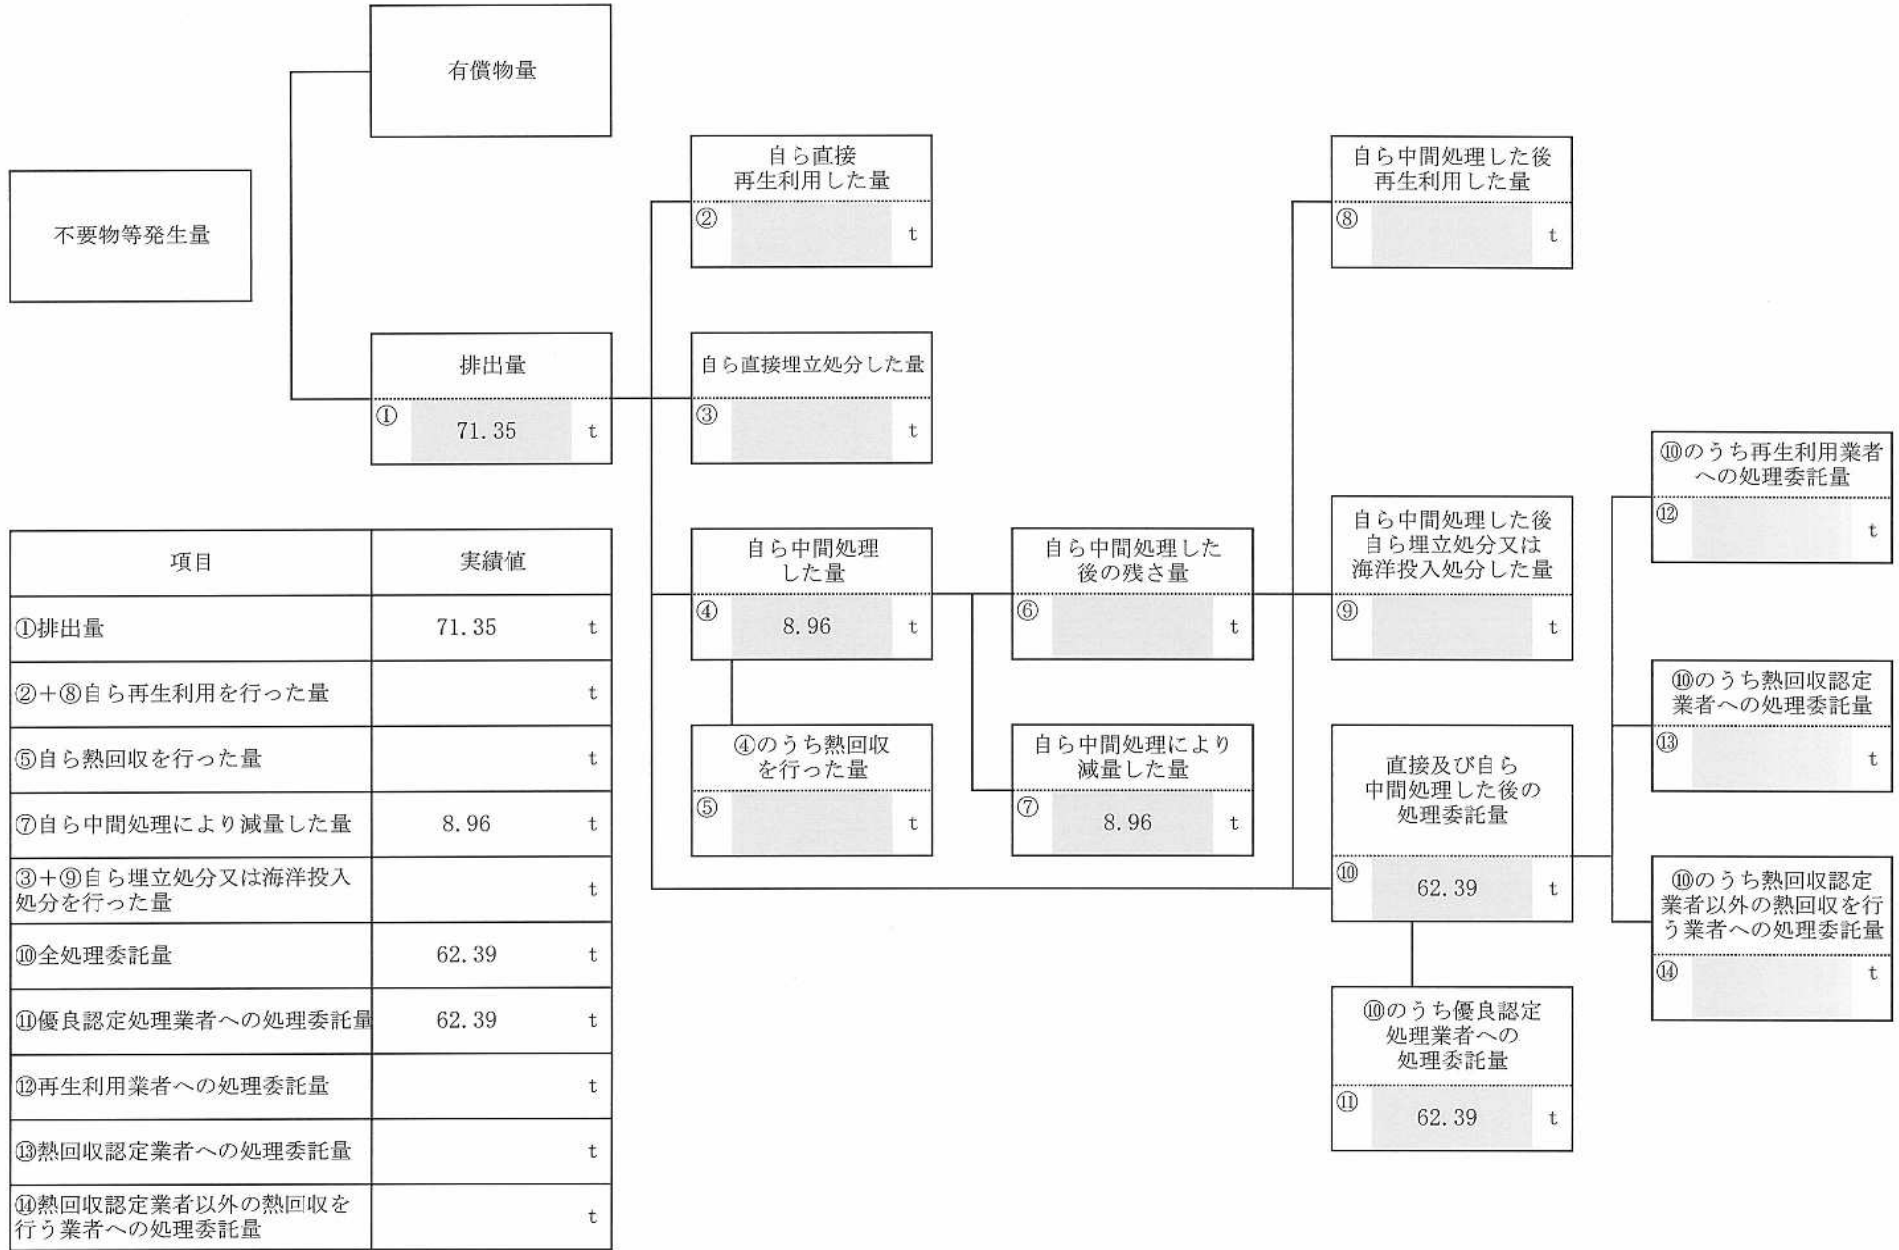 有償物量
不要物等発生量
排出量
① 71.35 t
自ら直接
再生利用した量
② t
自ら直接埋立処分した量
③ t
自ら中間処理
した量
④ 8.96 t
④のうち熱回収
を行った量
⑤ t
自ら中間処理した
後の残さ量
⑥ t
自ら中間処理により
減量した量
⑦ 8.96 t
自ら中間処理した後
再生利用した量
⑧ t
自ら中間処理した後
自ら埋立処分又は
海洋投入処分した量
⑨ t
直接及び自ら
中間処理した後の
処理委託量
⑩ 62.39 t
⑩のうち優良認定
処理業者への
処理委託量
⑪ 62.39 t
⑩のうち再生利用業者
への処理委託量
⑫ t
⑩のうち熱回収認定
業者への処理委託量
⑬ t
⑩のうち熱回収認定
業者以外の熱回収を行
う業者への処理委託量
⑭ t
項目 実績値
①排出量 71.35 t
②+⑧自ら再生利用を行った量 t
⑤自ら熱回収を行った量 t
⑦自ら中間処理により減量した量 8.96 t
③+⑨自ら埋立処分又は海洋投入
処分を行った量 t
⑩全処理委託量 62.39 t
⑪優良認定処理業者への処理委託量 62.39 t
⑫再生利用業者への処理委託量 t
⑬熱回収認定業者への処理委託量 t
⑭熱回収認定業者以外の熱回収を
行う業者への処理委託量 t